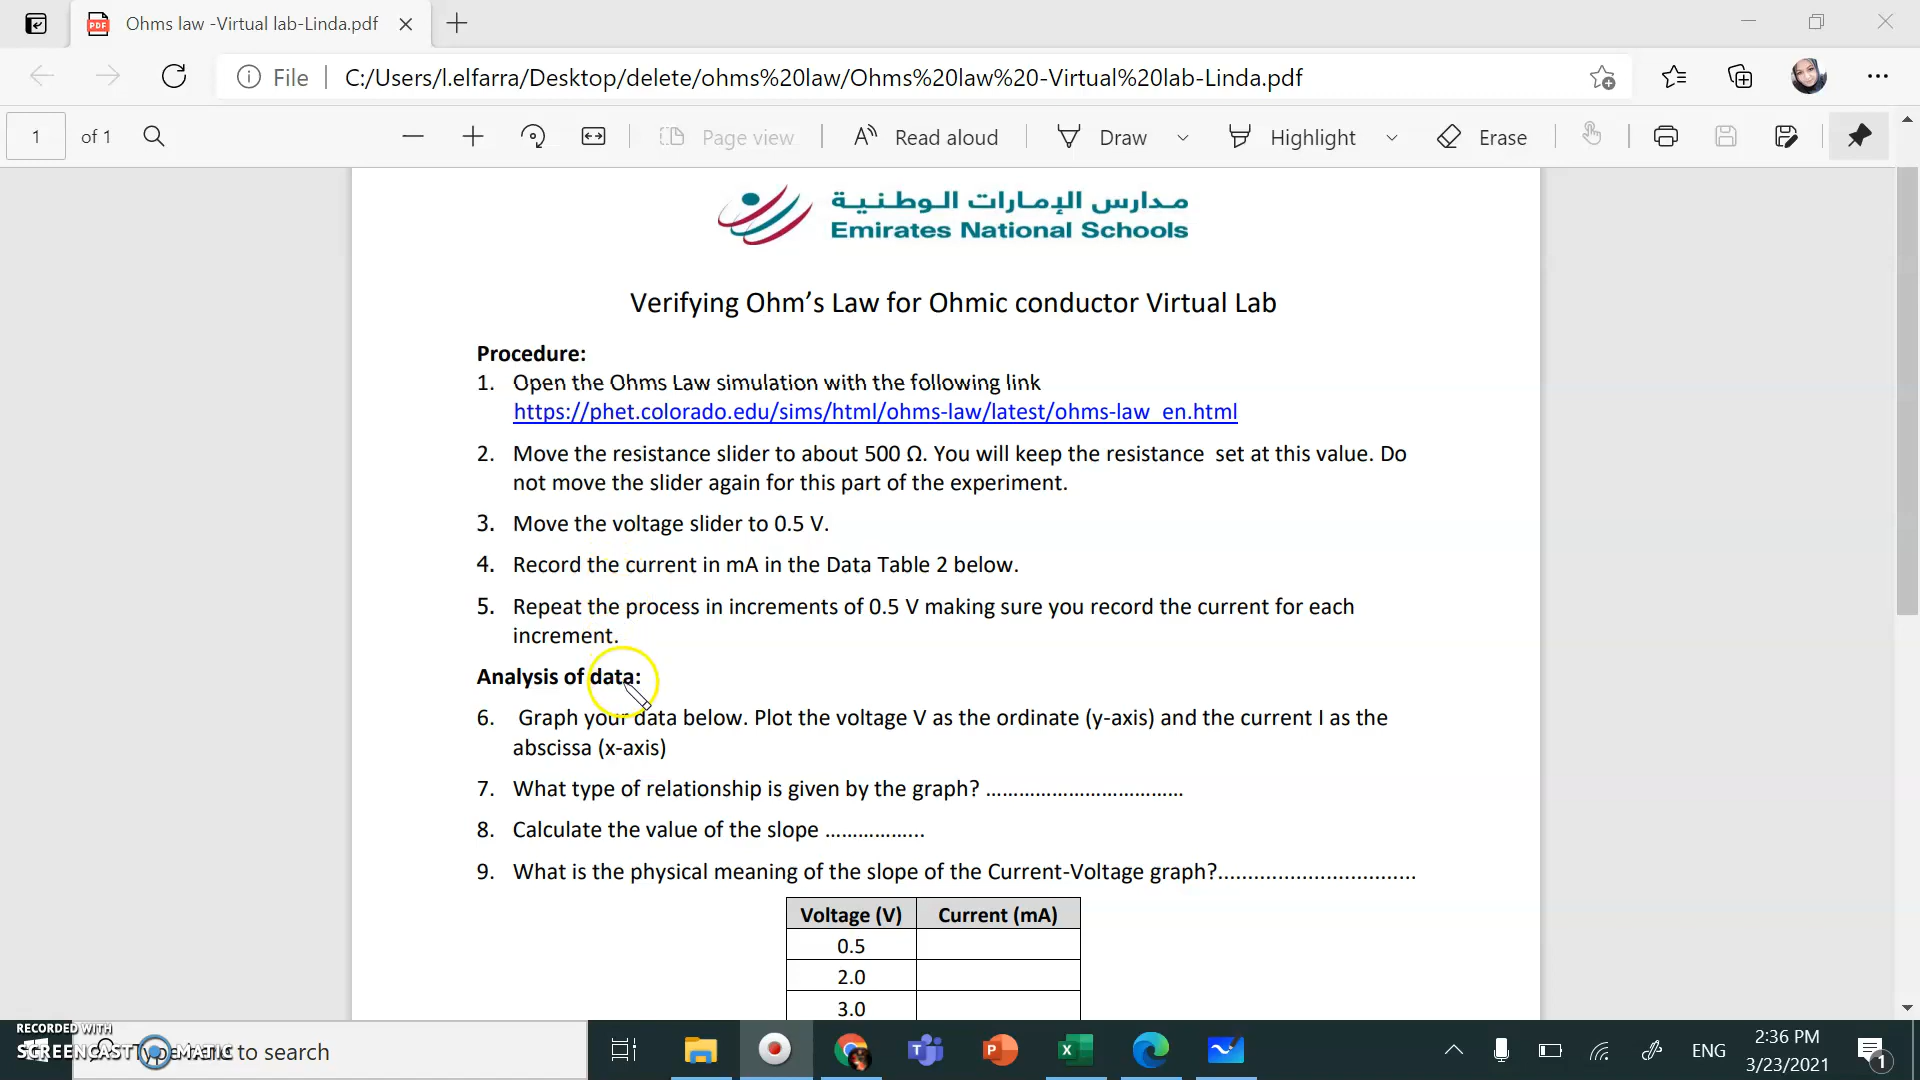 Ohms law -Virtual lab-Linda.pdf
File
C:/Users/l.elfarra/Desktop/delete/ohms%20law/Ohms%20law%20-Virtual%20lab-Linda.pdf
1 of 1
Page view
Read aloud
Draw
Highlight
Erase
مدارس الإمارات الوطنية
Emirates National Schools
Verifying Ohm's Law for Ohmic conductor Virtual Lab
Procedure:
1. Open the Ohms Law simulation with the following link
https://phet.colorado.edu/sims/html/ohms-law/latest/ohms-law_en.html
2. Move the resistance slider to about 500 Ω. You will keep the resistance set at this value. Do
not move the slider again for this part of the experiment.
3. Move the voltage slider to 0.5 V.
4. Record the current in mA in the Data Table 2 below.
5. Repeat the process in increments of 0.5 V making sure you record the current for each
increment.
Analysis of data:
6. Graph your data below. Plot the voltage V as the ordinate (y-axis) and the current I as the
abscissa (x-axis)
7. What type of relationship is given by the graph? ………………………………
8. Calculate the value of the slope ……………...
9. What is the physical meaning of the slope of the Current-Voltage graph?.................................
Voltage (V) Current (mA)
0.5
2.0
3.0
RECORDED WITH
SCREENCAST MATIC
Type here to search
ENG
2:36 PM
3/23/2021
1